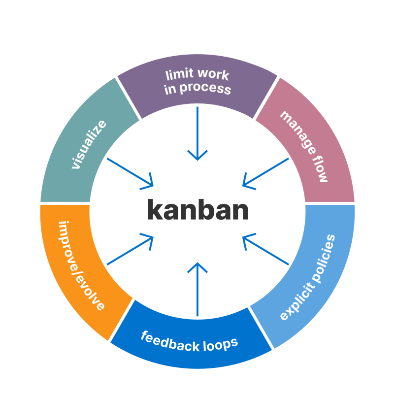 limit work
in process
manage flow
explicit policies
feedback loops
improve/evolve
visualize
kanban